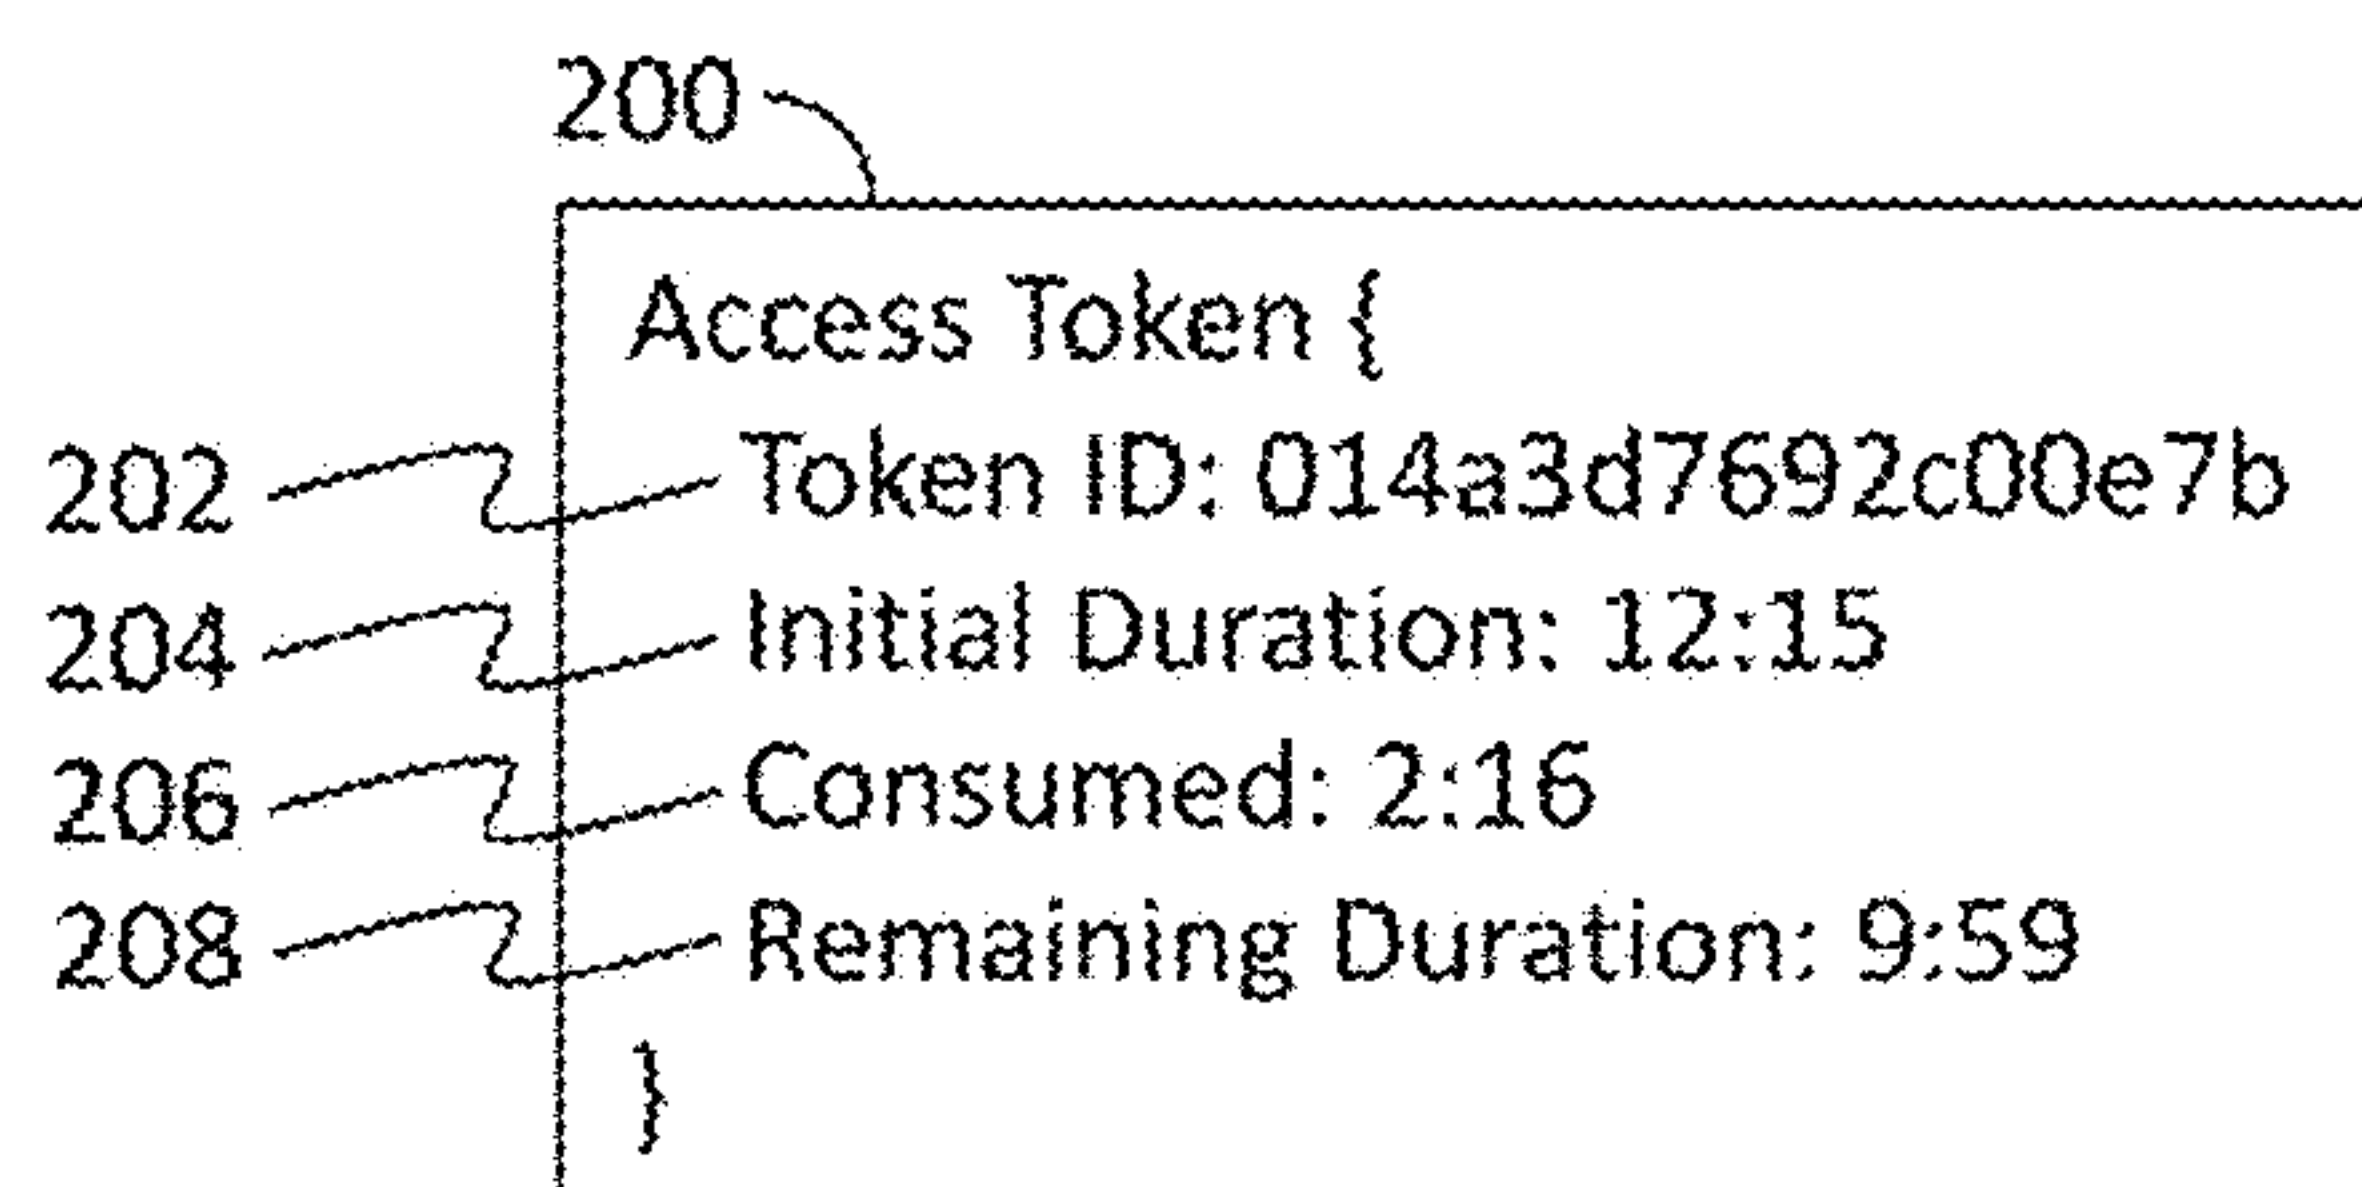 200
Access Token {
202 Token ID: 014a3d7692c00e7b
204 Initial Duration: 12:15
206 Consumed: 2:16
208 Remaining Duration: 9:59
}